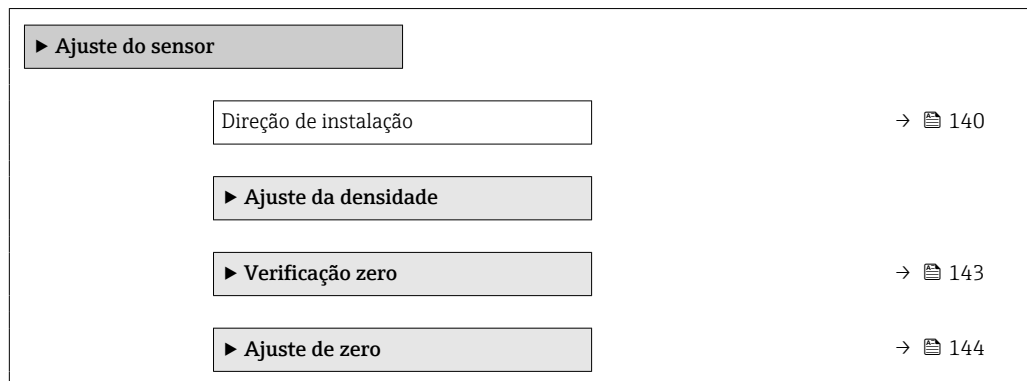 ▶ Ajuste do sensor
Direção de instalação → 140
▶ Ajuste da densidade
▶ Verificação zero → 143
▶ Ajuste de zero → 144